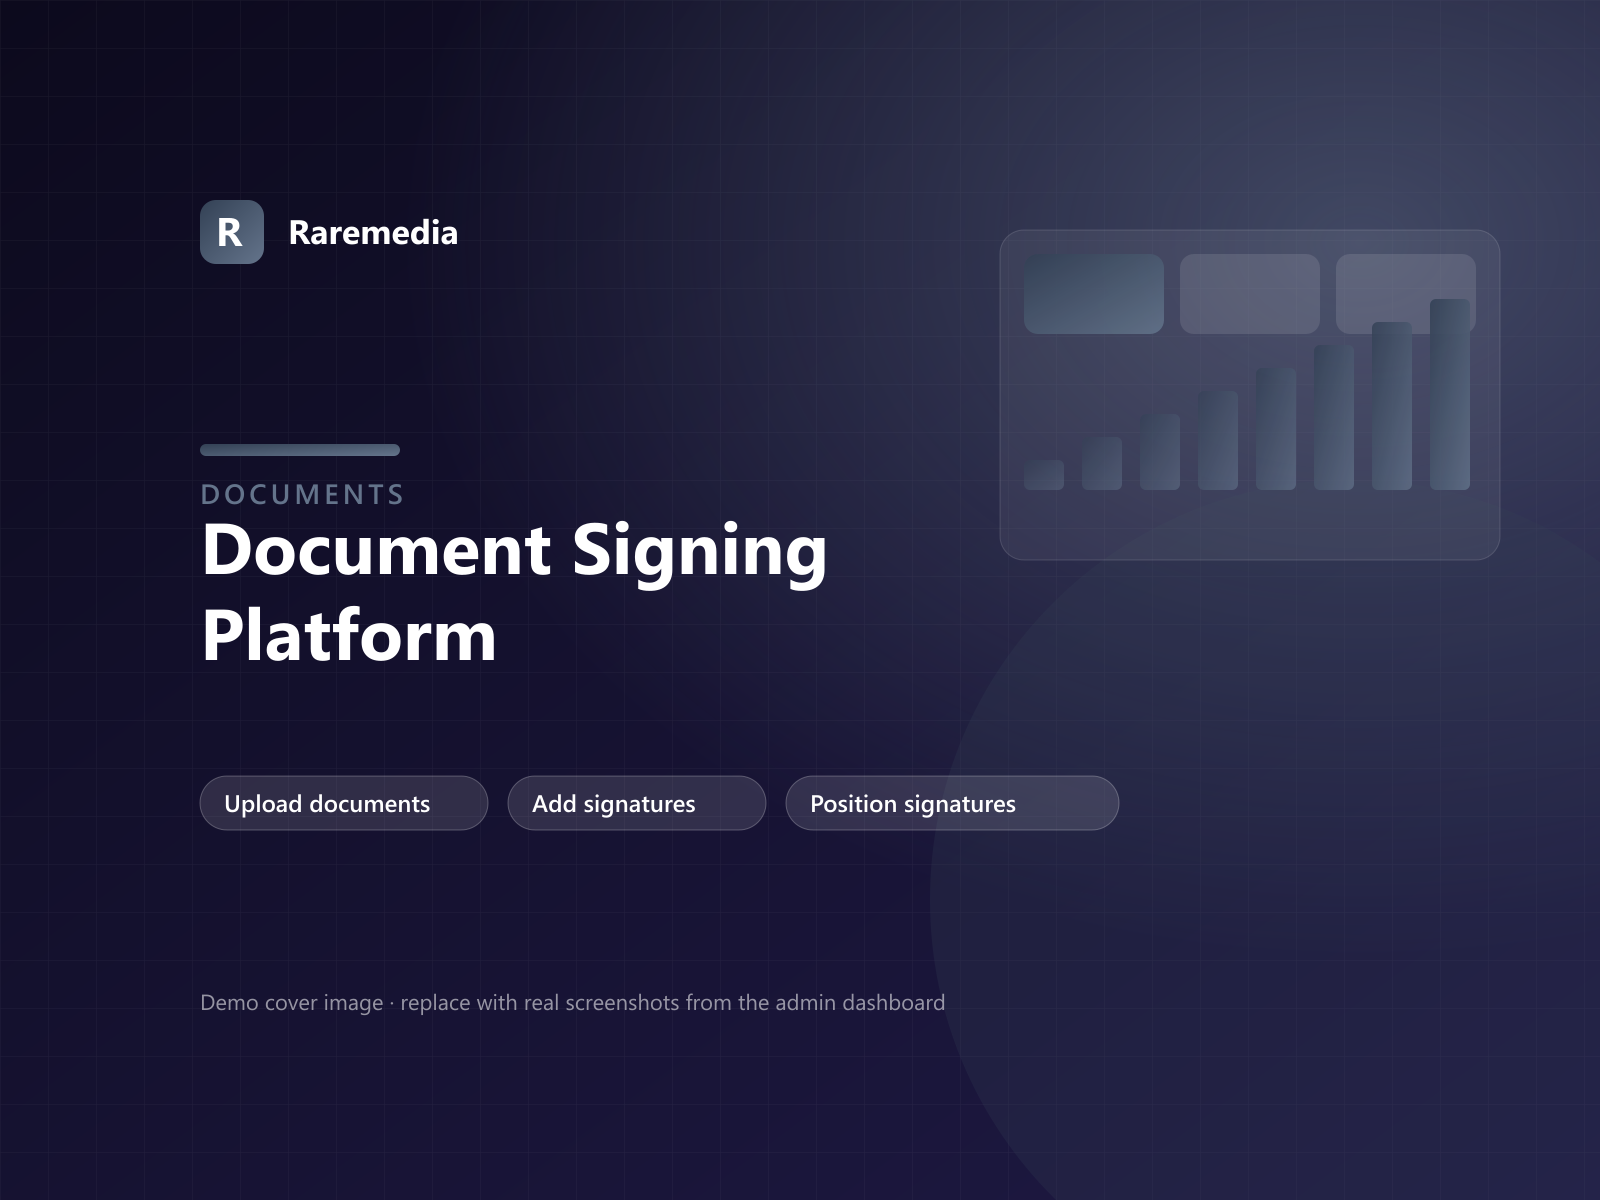 R
Raremedia
DOCUMENTS
Document Signing
Platform
Upload documents
Add signatures
Position signatures
Demo cover image · replace with real screenshots from the admin dashboard